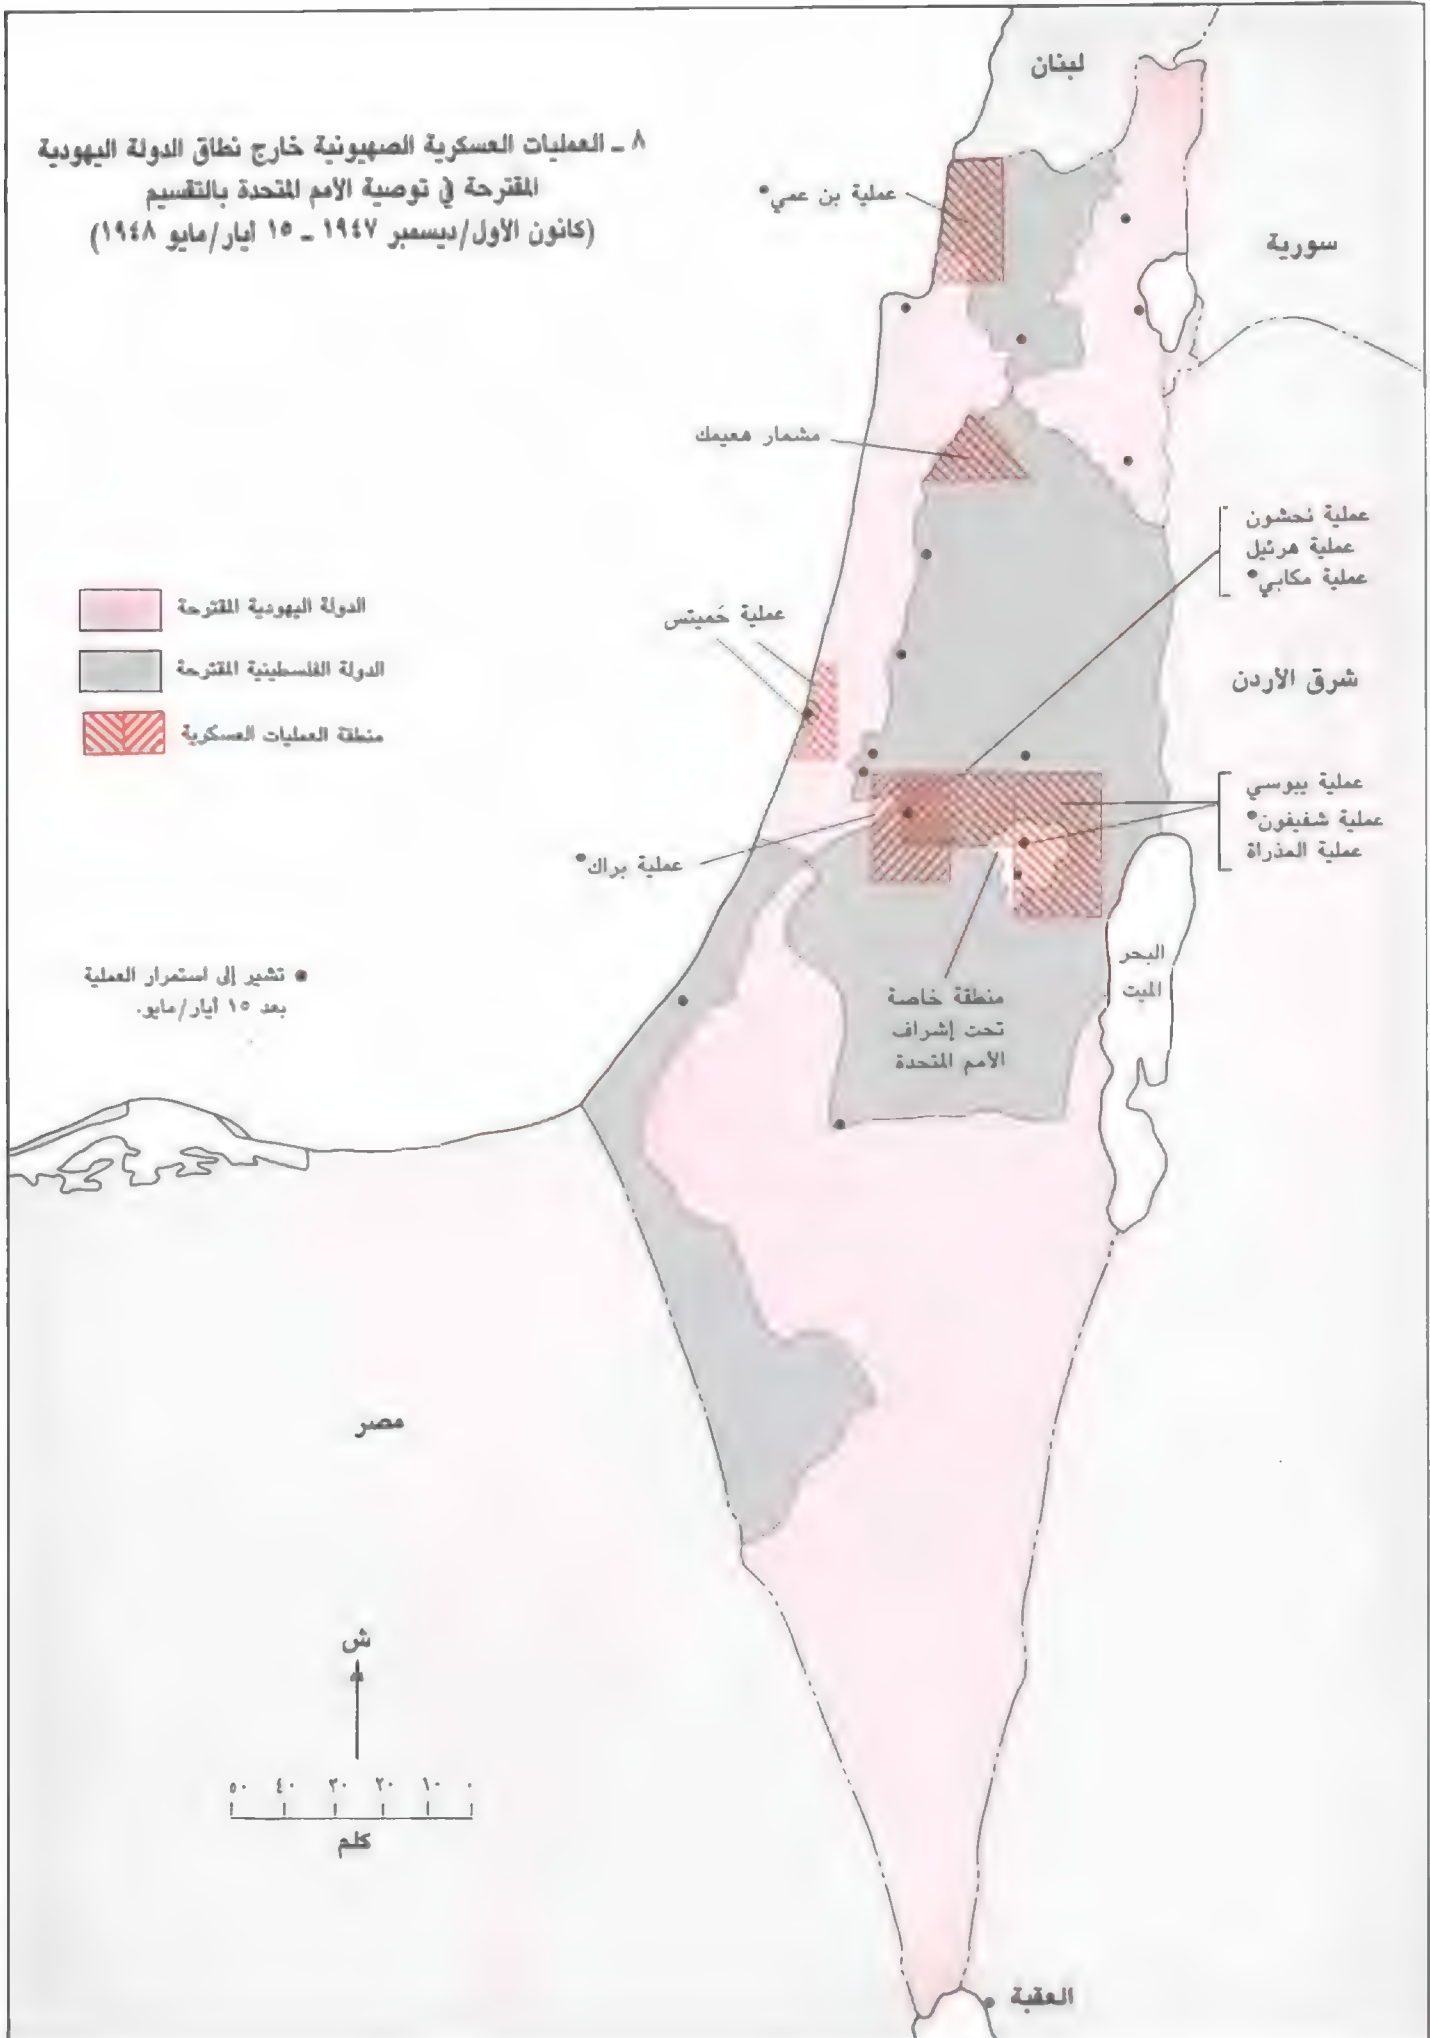 ٨ ـ العمليات العسكرية الصهيونية خارج نطاق الدولة اليهودية
المقترحة في توصية الأمم المتحدة بالتقسيم
(كانون الأول/ديسمبر ١٩٤٧ ـ ١٥ أيار/مايو ١٩٤٨)
لبنان
سورية
عملية بن عمي•
مشمار هعيمك
عملية نحشون
عملية هرئيل
عملية مكابي•
الدولة اليهودية المقترحة
الدولة الفلسطينية المقترحة
منطقة العمليات العسكرية
عملية حَميتس
شرق الأردن
عملية يبوسي
عملية شفيفون•
عملية المذراة
عملية براك•
البحر
الميت
منطقة خاصة
تحت إشراف
الأمم المتحدة
• تشير إلى استمرار العملية
بعد ١٥ أيار/مايو.
مصر
ش
٥٠ ٤٠ ٣٠ ٢٠ ١٠ ٠
كلم
العقبة